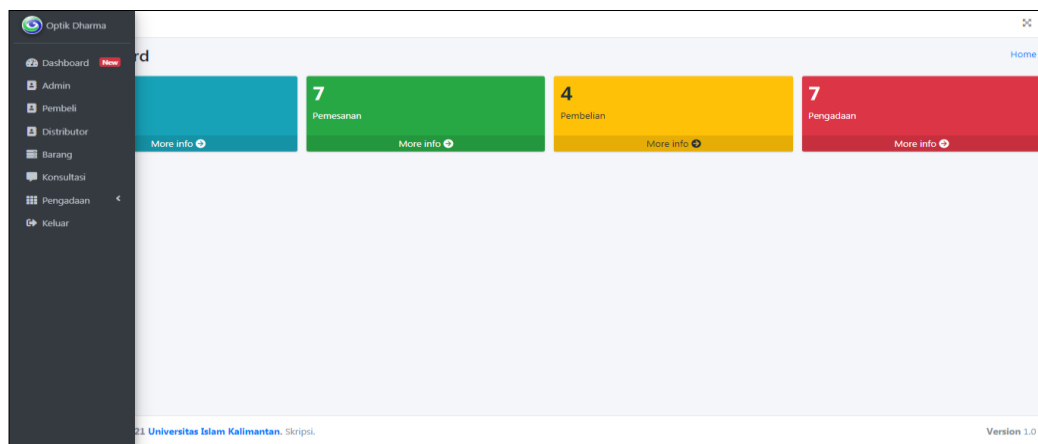 Optik Dharma
Dashboard New
Admin
Pembeli
Distributor
Barang
Konsultasi
Pengadaan
Keluar
rd
Home
More info
7
Pemesanan
More info
4
Pembelian
More info
7
Pengadaan
More info
21 Universitas Islam Kalimantan. Skripsi.
Version 1.0